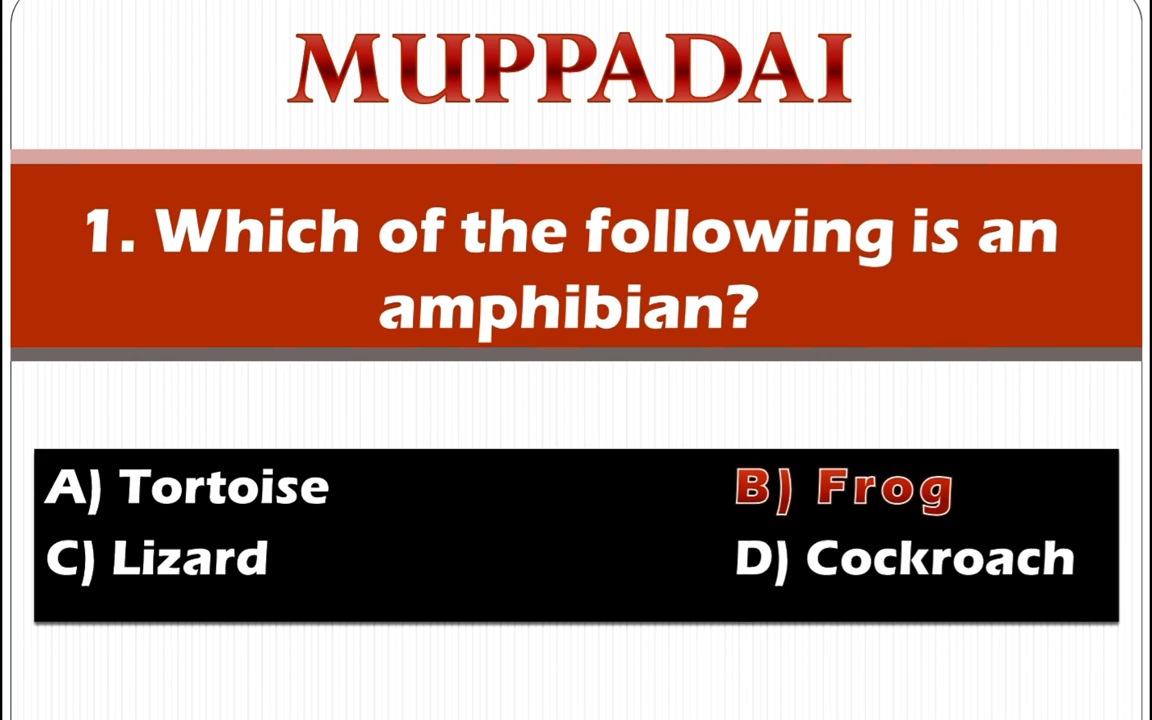 MUPPADAI
1. Which of the following is an
amphibian?
A) Tortoise B) Frog
C) Lizard D) Cockroach